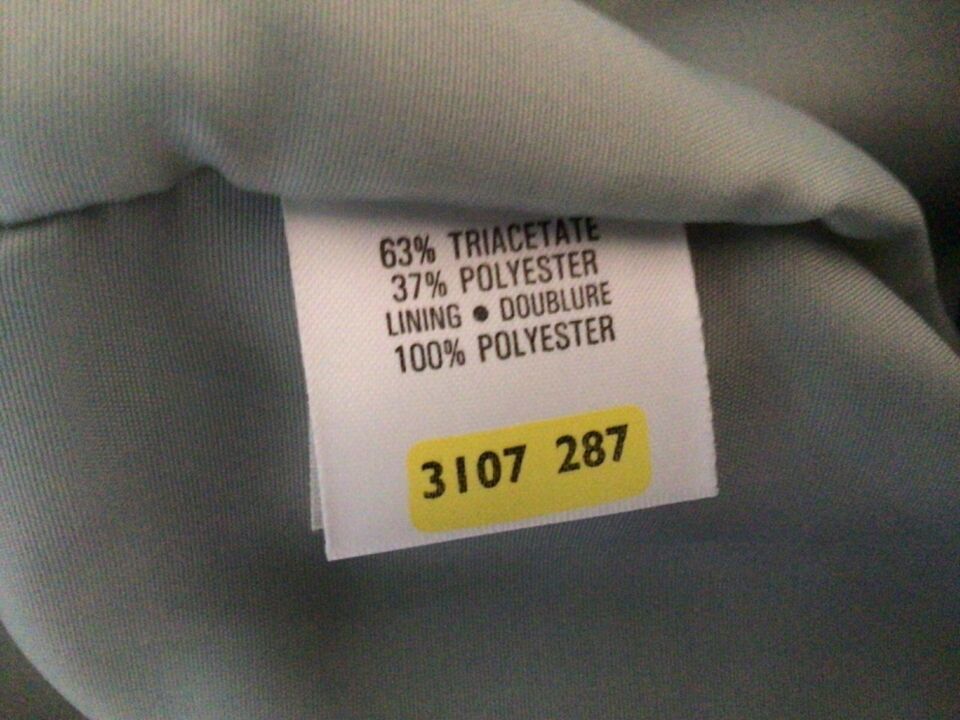 63% TRIACETATE
37% POLYESTER
LINING • DOUBLURE
100% POLYESTER
3107 287